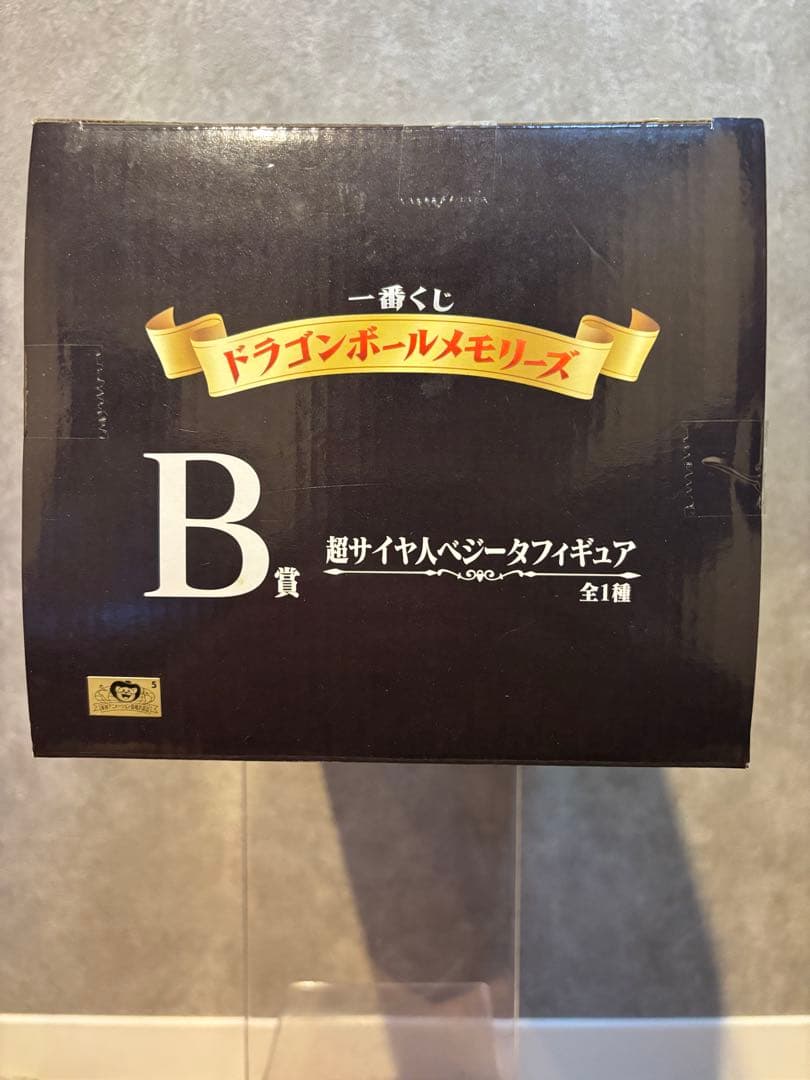 一番くじ
ドラゴンボールメモリーズ
B賞
超サイヤ人ベジータフィギュア
全1種
5